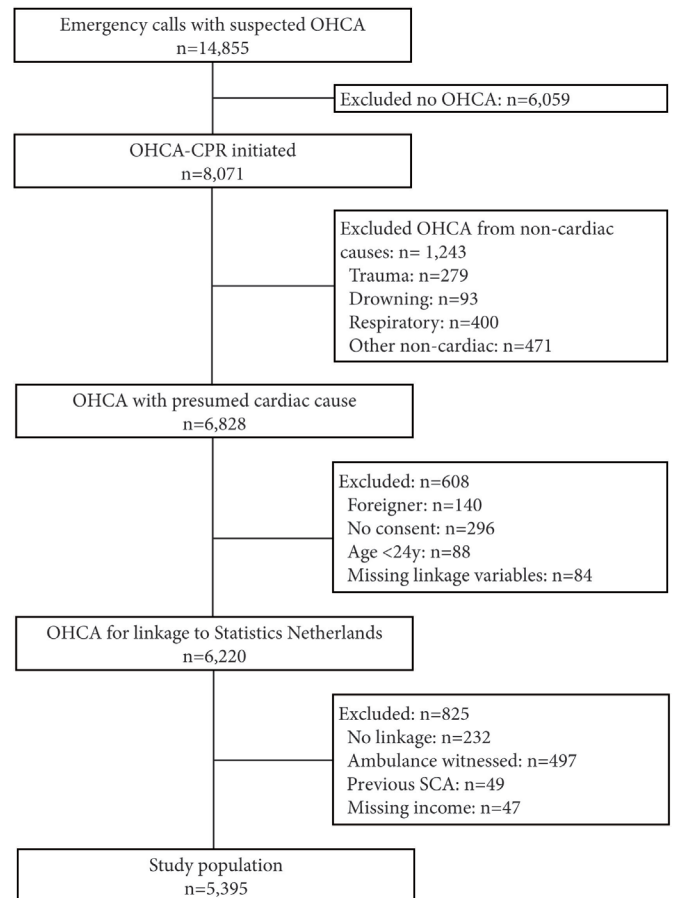 Emergency calls with suspected OHCA
n=14,855
Excluded no OHCA: n=6,059
OHCA-CPR initiated
n=8,071
Excluded OHCA from non-cardiac
causes: n= 1,243
Trauma: n=279
Drowning: n=93
Respiratory: n=400
Other non-cardiac: n=471
OHCA with presumed cardiac cause
n=6,828
Excluded: n=608
Foreigner: n=140
No consent: n=296
Age <24y: n=88
Missing linkage variables: n=84
OHCA for linkage to Statistics Netherlands
n=6,220
Excluded: n=825
No linkage: n=232
Ambulance witnessed: n=497
Previous SCA: n=49
Missing income: n=47
Study population
n=5,395